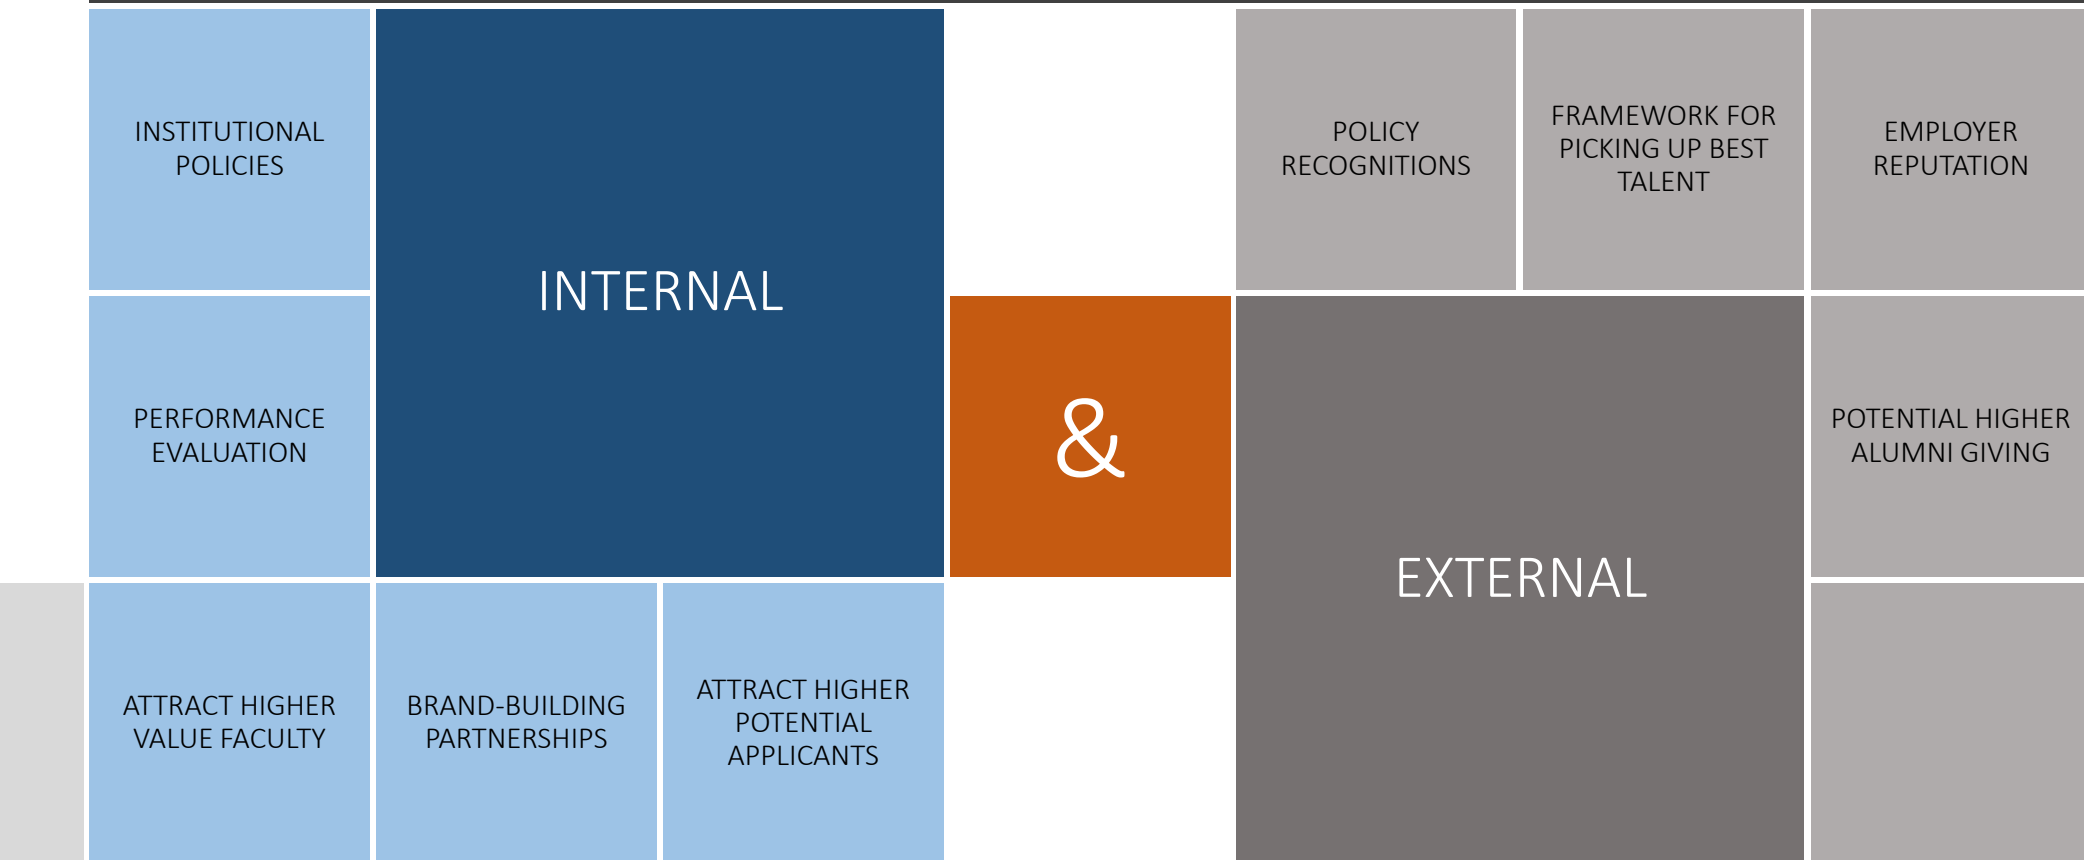 INSTITUTIONAL
POLICIES
PERFORMANCE
EVALUATION
ATTRACT HIGHER
VALUE FACULTY
BRAND-BUILDING
PARTNERSHIPS
ATTRACT HIGHER
POTENTIAL
APPLICANTS
INTERNAL
&
EXTERNAL
POLICY
RECOGNITIONS
FRAMEWORK FOR
PICKING UP BEST
TALENT
EMPLOYER
REPUTATION
POTENTIAL HIGHER
ALUMNI GIVING